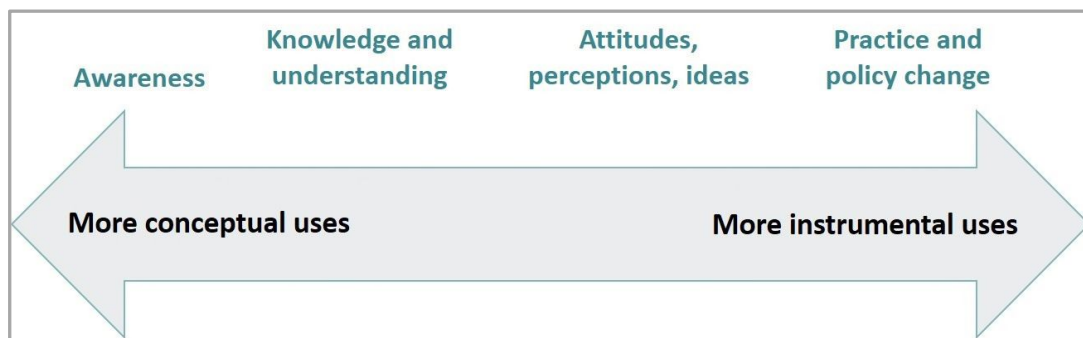 Awareness
Knowledge and
understanding
Attitudes,
perceptions, ideas
Practice and
policy change
More conceptual uses
More instrumental uses